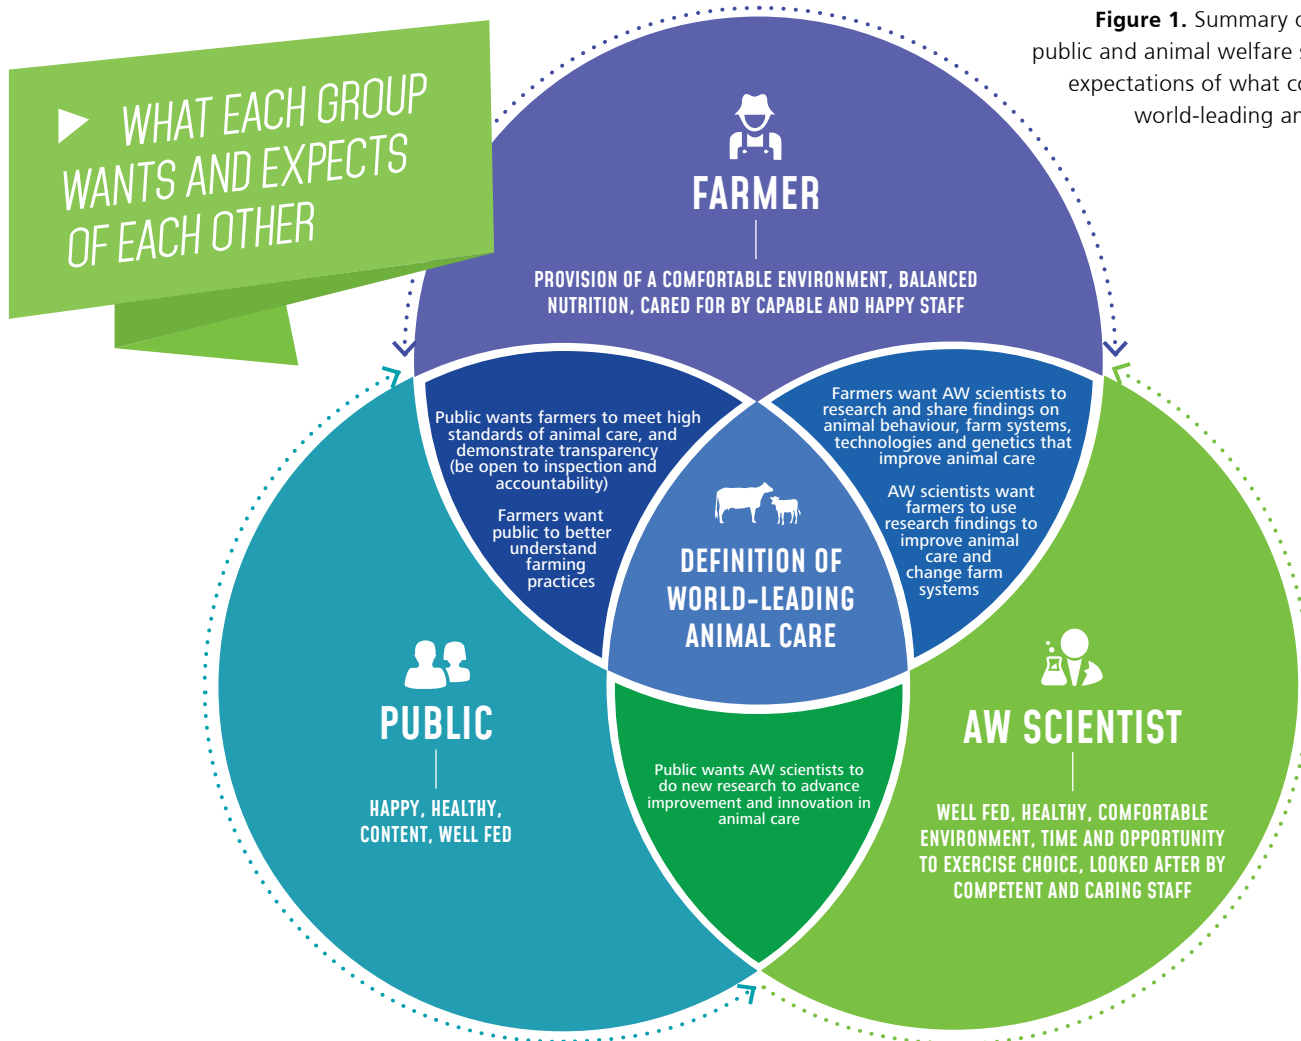 Figure 1. Summary
public and animal welfare
expectations of what
world-leading
WHAT EACH GROUP
WANTS AND EXPECTS
OF EACH OTHER
FARMER
PROVISION OF A COMFORTABLE ENVIRONMENT, BALANCED
NUTRITION, CARED FOR BY CAPABLE AND HAPPY STAFF
Public wants farmers to meet high
standards of animal care, and
demonstrate transparency
(be open to inspection and
accountability)
Farmers want
public to better
understand
farming
practices
Farmers want AW scientists to
research and share findings on
animal behaviour, farm systems,
technologies and genetics that
improve animal care
AW scientists want
farmers to use
research findings to
improve animal
care and
change farm
systems
DEFINITION OF
WORLD-LEADING
ANIMAL CARE
PUBLIC
HAPPY, HEALTHY,
CONTENT, WELL FED
AW SCIENTIST
WELL FED, HEALTHY, COMFORTABLE
ENVIRONMENT, TIME AND OPPORTUNITY
TO EXERCISE CHOICE, LOOKED AFTER BY
COMPETENT AND CARING STAFF
Public wants AW scientists to
do new research to advance
improvement and innovation in
animal care